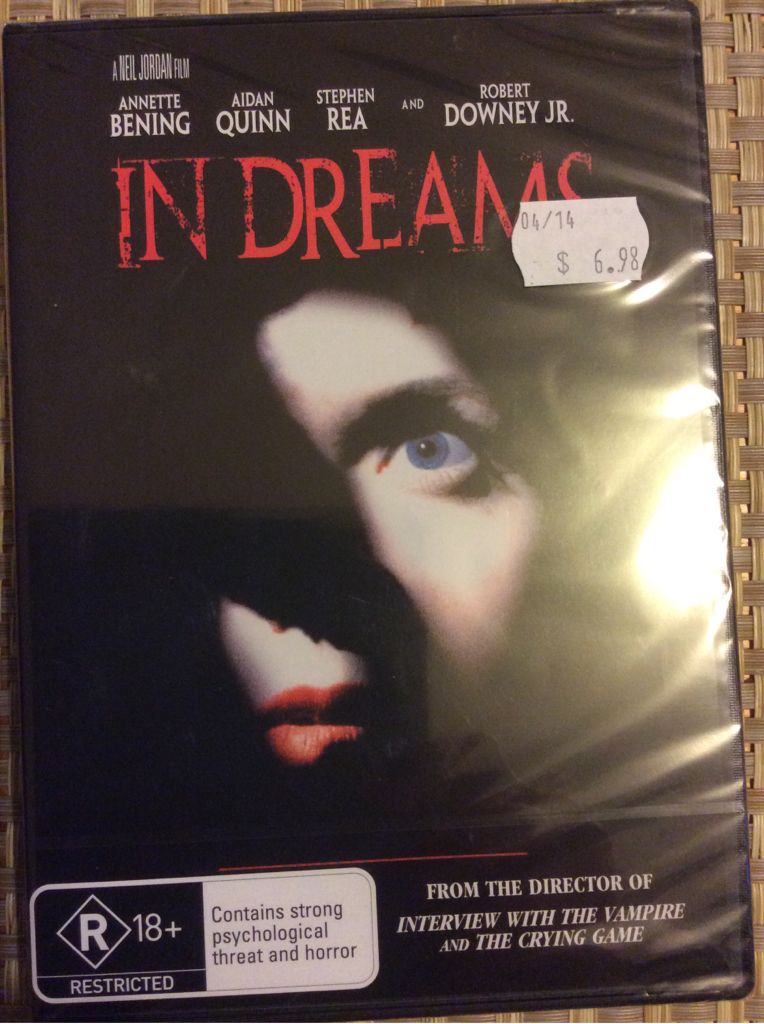 A NEIL JORDAN FILM
ANNETTE BENING AIDAN QUINN STEPHEN REA AND ROBERT DOWNEY JR.
IN DREAMS
04/14
$ 6.98
FROM THE DIRECTOR OF
INTERVIEW WITH THE VAMPIRE
AND THE CRYING GAME
R 18+
RESTRICTED
Contains strong
psychological
threat and horror